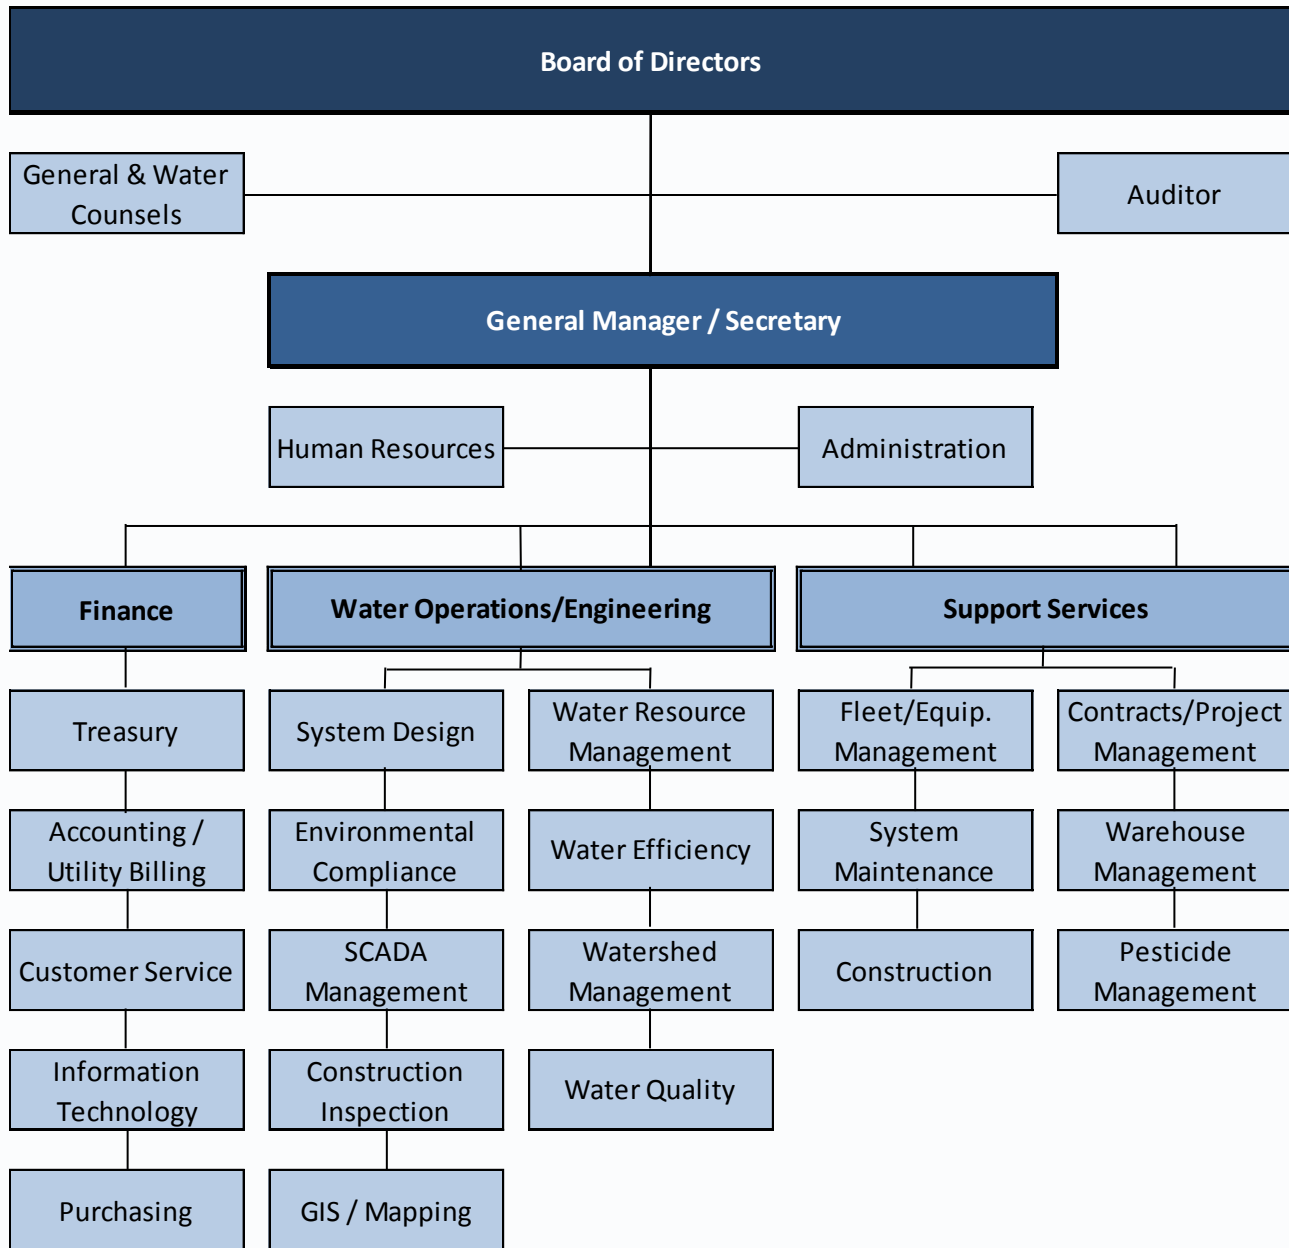 Board of Directors
General & Water
Counsels
Auditor
General Manager / Secretary
Human Resources
Administration
Finance
Water Operations/Engineering
Support Services
Treasury
System Design
Water Resource
Management
Fleet/Equip.
Management
Contracts/Project
Management
Accounting /
Utility Billing
Environmental
Compliance
Water Efficiency
System
Maintenance
Warehouse
Management
Customer Service
SCADA
Management
Watershed
Management
Construction
Pesticide
Management
Information
Technology
Construction
Inspection
Water Quality
Purchasing
GIS / Mapping